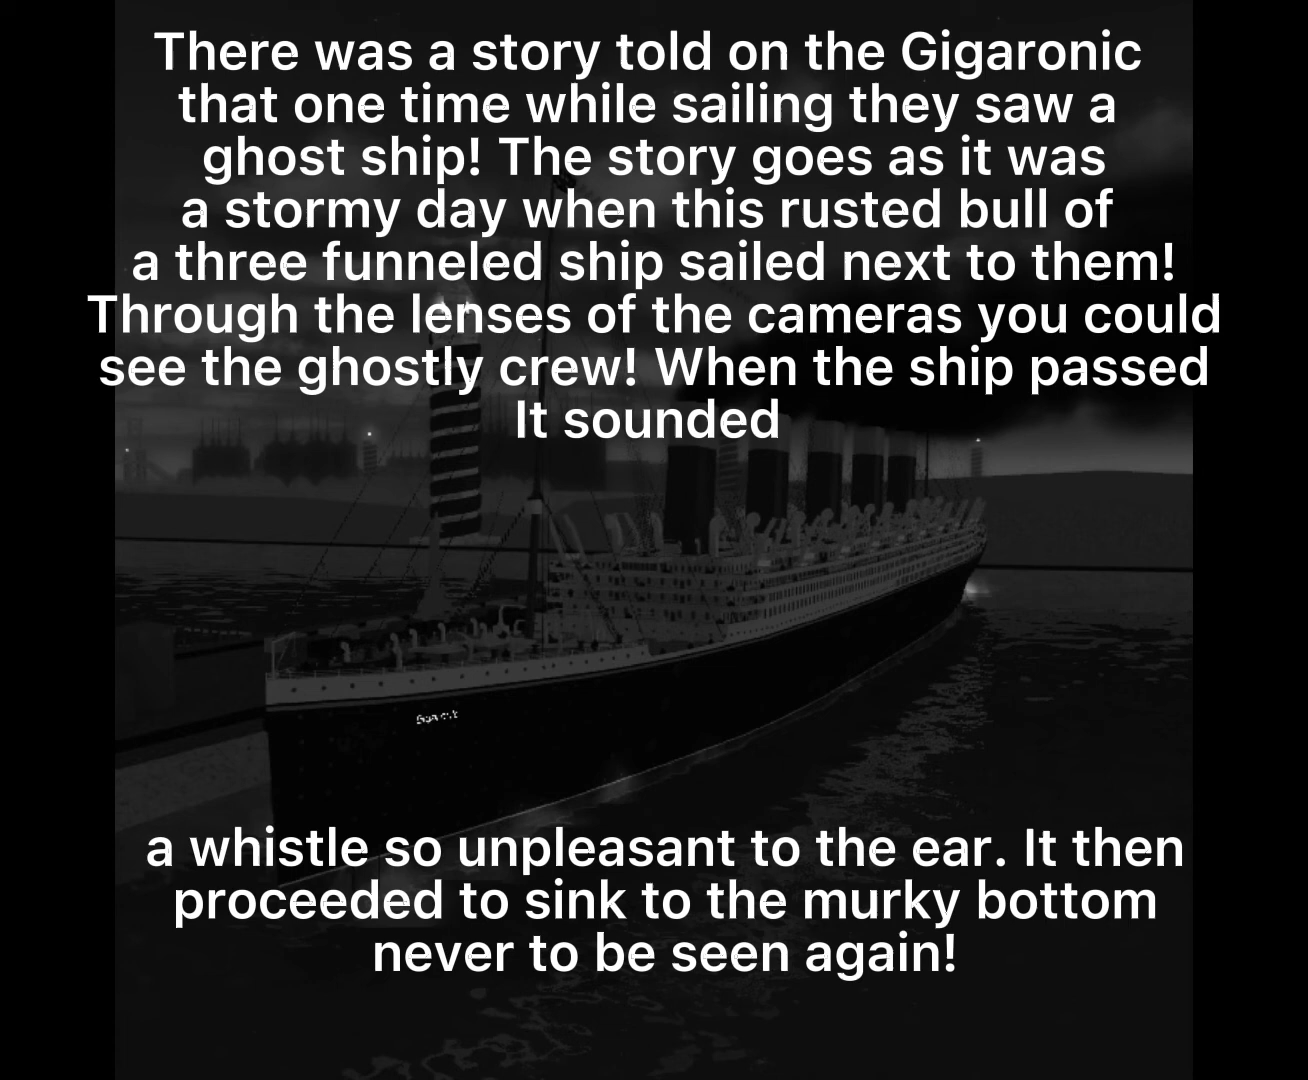 There was a story told on the Gigaronic
that one time while sailing they saw a
ghost ship! The story goes as it was
a stormy day when this rusted bull of
a three funneled ship sailed next to them!
Through the lenses of the cameras you could
see the ghostly crew! When the ship passed
It sounded
a whistle so unpleasant to the ear. It then
proceeded to sink to the murky bottom
never to be seen again!